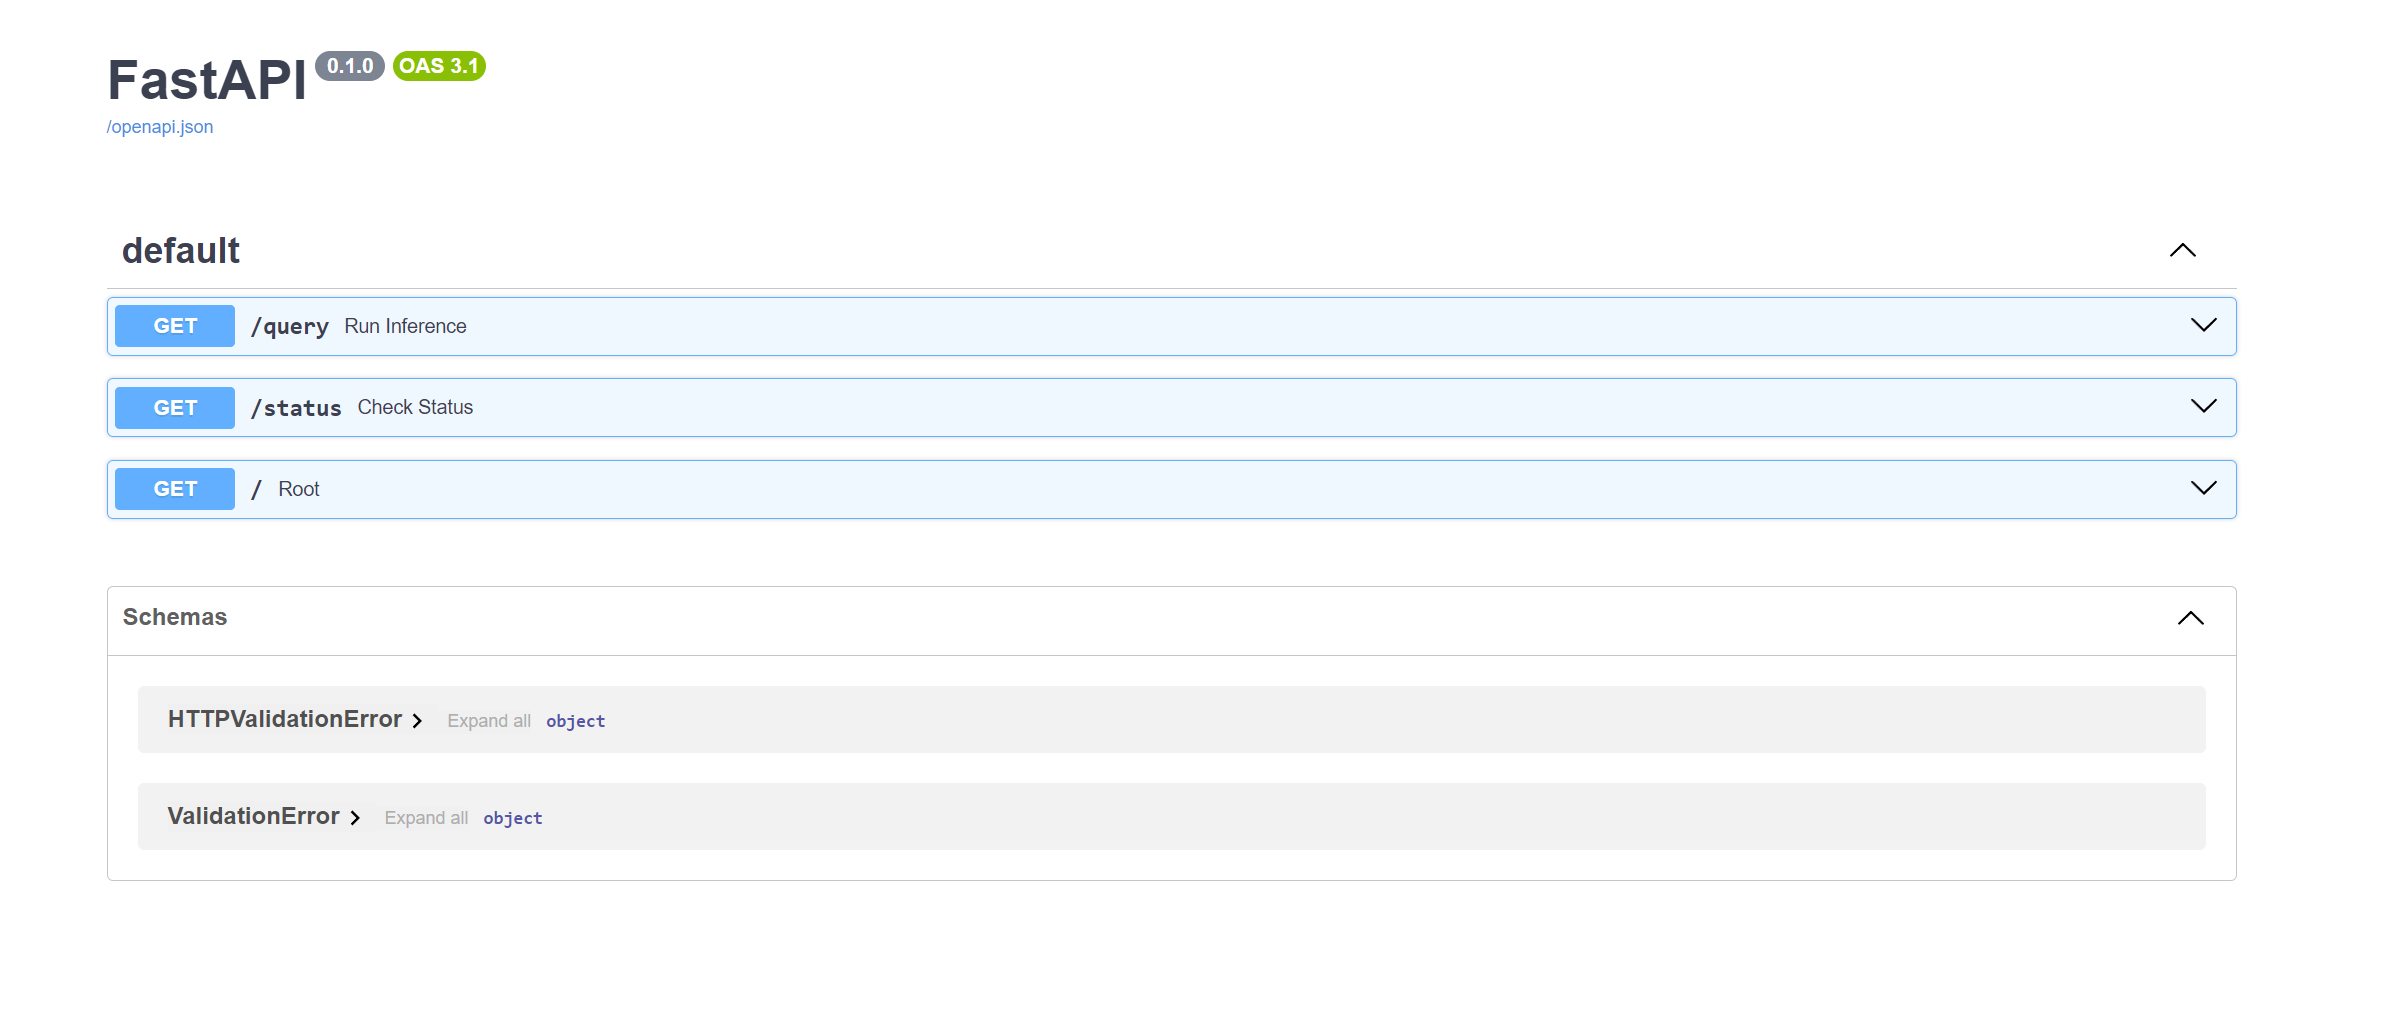 FastAPI 0.1.0 OAS 3.1
/openapi.json
default
GET /query Run Inference
GET /status Check Status
GET / Root
Schemas
HTTPValidationError Expand all object
ValidationError Expand all object